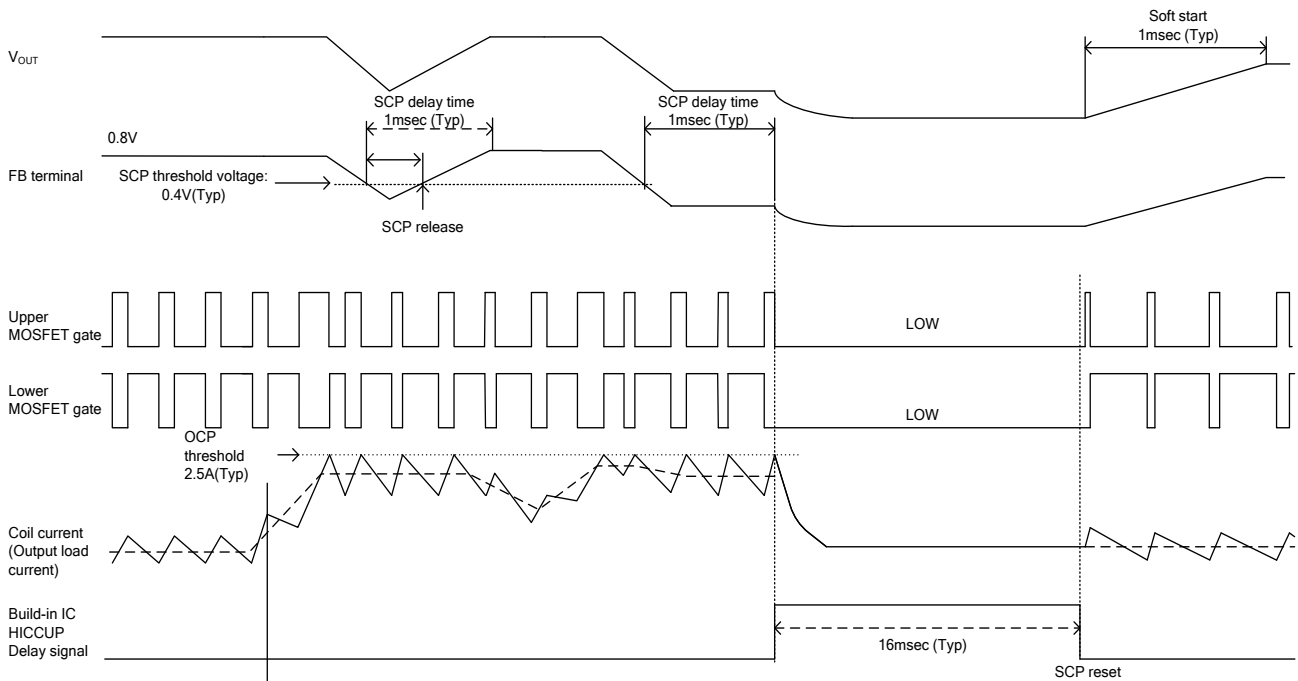 Soft start
1msec (Typ)
VOUT
SCP delay time
1msec (Typ)
SCP delay time
1msec (Typ)
0.8V
FB terminal
SCP threshold voltage:
0.4V(Typ)
SCP release
Upper
MOSFET gate
LOW
Lower
MOSFET gate
LOW
OCP
threshold
2.5A(Typ)
Coil current
(Output load
current)
Build-in IC
HICCUP
Delay signal
16msec (Typ)
SCP reset